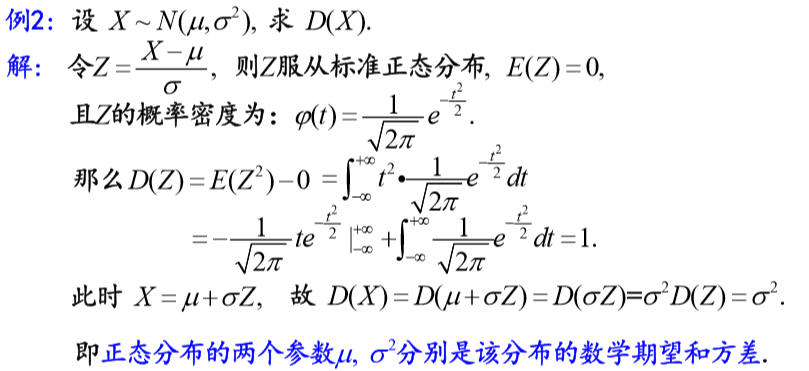 例2：设 X ~ N(μ,σ²), 求 D(X).
解： 令Z = (X−μ)/σ， 则Z服从标准正态分布, E(Z) = 0,
且Z的概率密度为：φ(t) = 1/√(2π) e^(−t²/2).
那么D(Z) = E(Z²)−0 = ∫_{−∞}^{+∞} t²•1/√(2π) e^(−t²/2) dt
= −1/√(2π) te^(−t²/2) |_{−∞}^{+∞} + ∫_{−∞}^{+∞} 1/√(2π) e^(−t²/2) dt = 1.
此时 X = μ+σZ, 故 D(X) = D(μ+σZ) = D(σZ)=σ²D(Z) = σ².
即正态分布的两个参数μ, σ²分别是该分布的数学期望和方差.